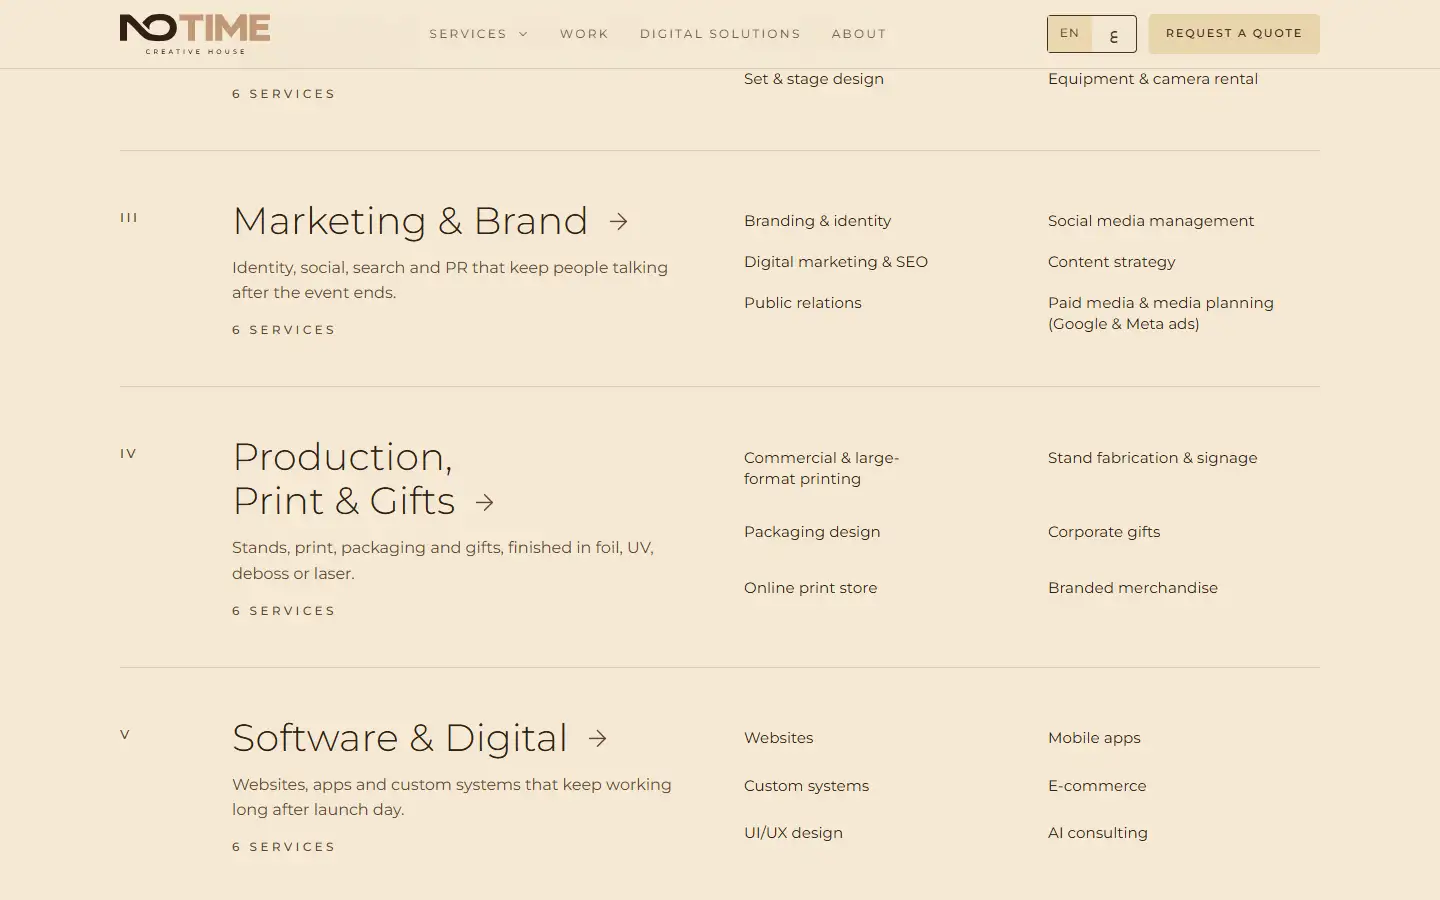 NOTIME
CREATIVE HOUSE
SERVICES
WORK
DIGITAL SOLUTIONS
ABOUT
EN
ع
REQUEST A QUOTE
6 SERVICES
Set & stage design
Equipment & camera rental
III
Marketing & Brand →
Identity, social, search and PR that keep people talking
after the event ends.
6 SERVICES
Branding & identity
Social media management
Digital marketing & SEO
Content strategy
Public relations
Paid media & media planning
(Google & Meta ads)
IV
Production,
Print & Gifts →
Stands, print, packaging and gifts, finished in foil, UV,
deboss or laser.
6 SERVICES
Commercial & large-
format printing
Stand fabrication & signage
Packaging design
Corporate gifts
Online print store
Branded merchandise
V
Software & Digital →
Websites, apps and custom systems that keep working
long after launch day.
6 SERVICES
Websites
Mobile apps
Custom systems
E-commerce
UI/UX design
AI consulting